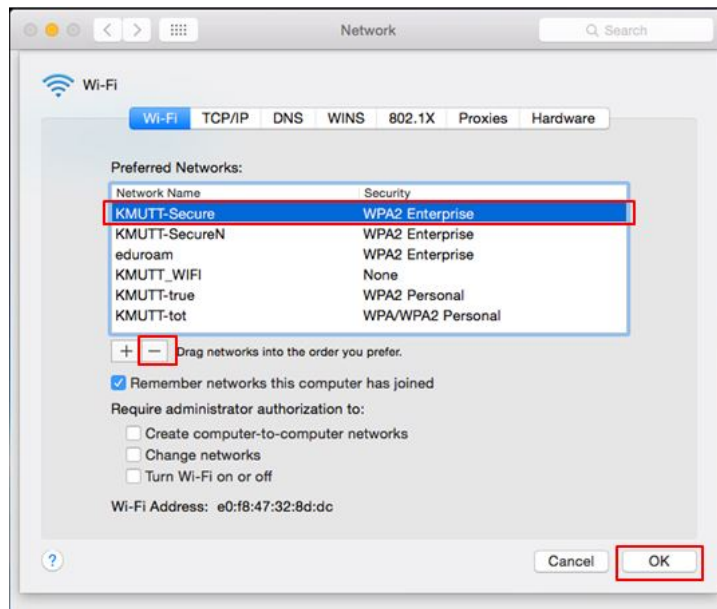 Network
Search
Wi-Fi
Wi-Fi TCP/IP DNS WINS 802.1X Proxies Hardware
Preferred Networks:
Network Name Security
KMUTT-Secure WPA2 Enterprise
KMUTT-SecureN WPA2 Enterprise
eduroam WPA2 Enterprise
KMUTT_WIFI None
KMUTT-true WPA2 Personal
KMUTT-tot WPA/WPA2 Personal
+ − Drag networks into the order you prefer.
Remember networks this computer has joined
Require administrator authorization to:
Create computer-to-computer networks
Change networks
Turn Wi-Fi on or off
Wi-Fi Address: e0:f8:47:32:8d:dc
? Cancel OK